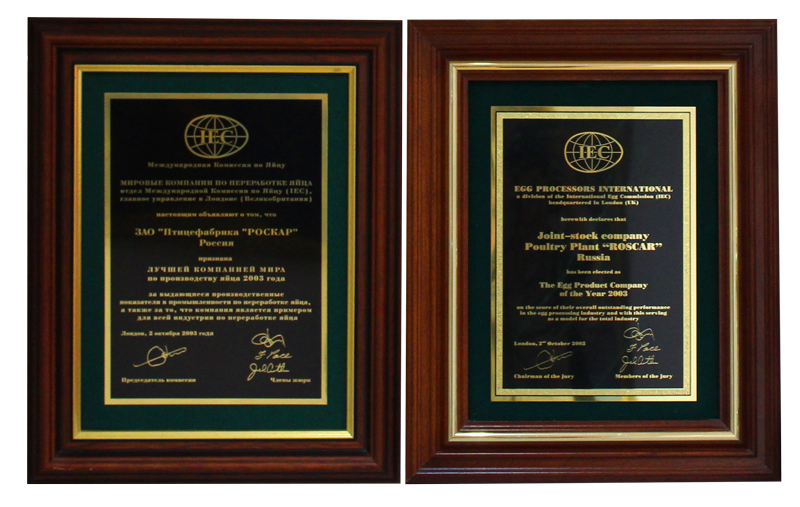 IEC
Международная Комиссия по Яйцу
МИРОВЫЕ КОМПАНИИ ПО ПЕРЕРАБОТКЕ ЯЙЦА
отдел Международной Комиссии по Яйцу (IEC),
главное управление в Лондоне (Великобритания)
настоящим объявляют о том, что
ЗАО "Птицефабрика "РОСКАР"
Россия
признана
ЛУЧШЕЙ КОМПАНИЕЙ МИРА
по производству яйца 2003 года
за выдающиеся производственные
показатели в промышленности по переработке яйца,
а также за то, что компания является примером
для всей индустрии по переработке яйца
Лондон, 2 октября 2003 года
F Pace
Председатель комиссии Члены жюри
IEC
EGG PROCESSORS INTERNATIONAL
a division of the International Egg Commission (IEC)
headquartered in London (UK)
herewith declares that
Joint-stock company
Poultry Plant "ROSCAR"
Russia
has been elected as
The Egg Product Company
of the Year 2003
on the score of their overall outstanding performance
in the egg processing industry and with this serving
as a model for the total industry
London, 2nd October 2003
F Pace
Chairman of the Jury Members of the Jury